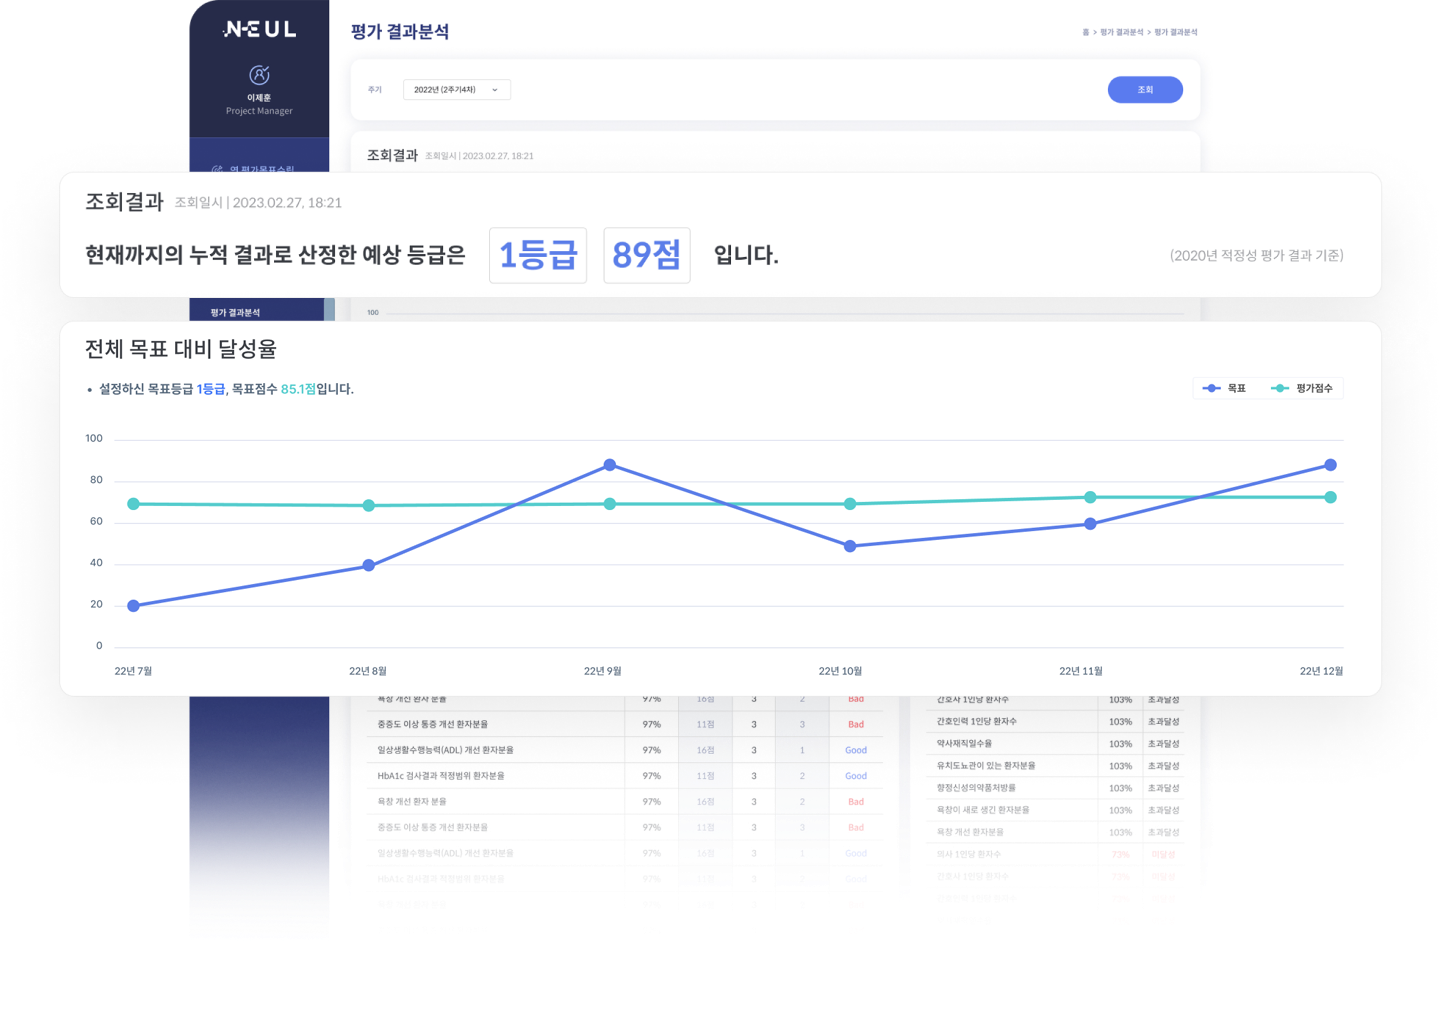 NEUL
이제훈
Project Manager
평가 결과분석
홈 > 평가 결과분석 > 평가 결과분석
주기
2022년 (2주기4차)
조회
조회결과 조회일시 | 2023.02.27, 18:21
조회결과 조회일시 | 2023.02.27, 18:21
현재까지의 누적 결과로 산정한 예상 등급은 1등급 89점 입니다.
(2020년 적정성 평가 결과 기준)
평가 결과분석
100
전체 목표 대비 달성율
• 설정하신 목표등급 1등급, 목표점수 85.1점입니다.
목표 평가점수
100
80
60
40
20
0
22년 7월 22년 8월 22년 9월 22년 10월 22년 11월 22년 12월
욕창 개선 환자 분율 97% 16점 3 2 Bad
중증도 이상 통증 개선 환자분율 97% 11점 3 3 Bad
일상생활수행능력(ADL) 개선 환자분율 97% 16점 3 1 Good
HbA1c 검사결과 적정범위 환자분율 97% 11점 3 2 Good
욕창 개선 환자 분율 97% 16점 3 2 Bad
중증도 이상 통증 개선 환자분율 97% 11점 3 3 Bad
일상생활수행능력(ADL) 개선 환자분율 97% 16점 3 1 Good
HbA1c 검사결과 적정범위 환자분율 97% 11점 3 2 Good
간호사 1인당 환자수 103% 초과달성
간호인력 1인당 환자수 103% 초과달성
약사재직일수율 103% 초과달성
유치도뇨관이 있는 환자분율 103% 초과달성
향정신성의약품처방률 103% 초과달성
욕창이 새로 생긴 환자분율 103% 초과달성
욕창 개선 환자분율 103% 초과달성
의사 1인당 환자수 73% 미달성
간호사 1인당 환자수 73% 미달성